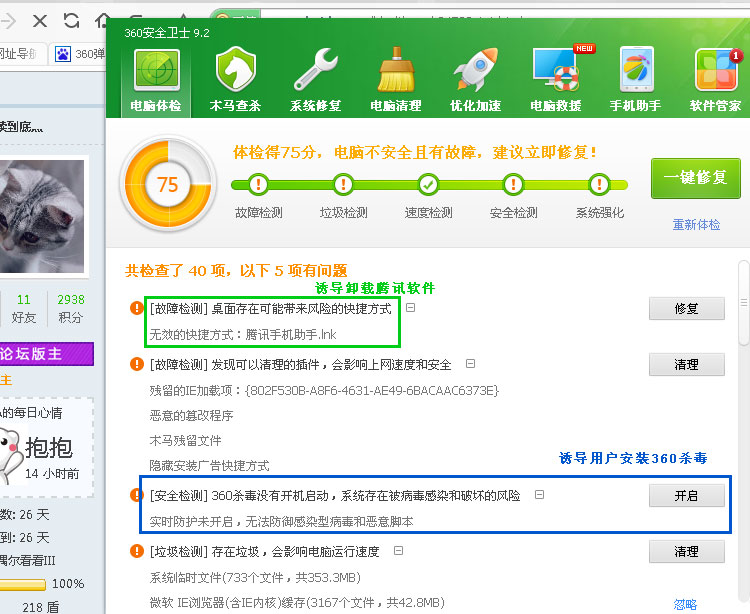 360安全卫士 9.2
网址导航
360弹
NEW
1
电脑体检
木马查杀
系统修复
电脑清理
优化加速
电脑救援
手机助手
软件管家
读到底灬
75
体检得75分，电脑不安全且有故障，建议立即修复！
一键修复
故障检测
垃圾检测
速度检测
安全检测
系统强化
重新体检
共检查了 40 项，以下 5 项有问题
诱导卸载腾讯软件
11
2938
好友
积分
[故障检测] 桌面存在可能带来风险的快捷方式
修复
无效的快捷方式：腾讯手机助手.lnk
论坛版主
主
[故障检测] 发现可以清理的插件，会影响上网速度和安全
清理
残留的IE加载项：{802F530B-A8F6-4631-AE49-6BACAAC6373E}
恶意的篡改程序
木马残留文件
隐藏安装广告快捷方式
的每日心情
抱抱
14 小时前
诱导用户安装360杀毒
[安全检测] 360杀毒没有开机启动，系统存在被病毒感染和破坏的风险
开启
实时防护未开启，无法防御感染型病毒和恶意脚本
数: 26 天
到: 26 天
偶尔看看III
[垃圾检测] 存在垃圾，会影响电脑运行速度
清理
系统临时文件(733个文件，共353.3MB)
100%
微软 IE浏览器(含IE内核)缓存(3167个文件，共42.8MB)
忽略
218 盾